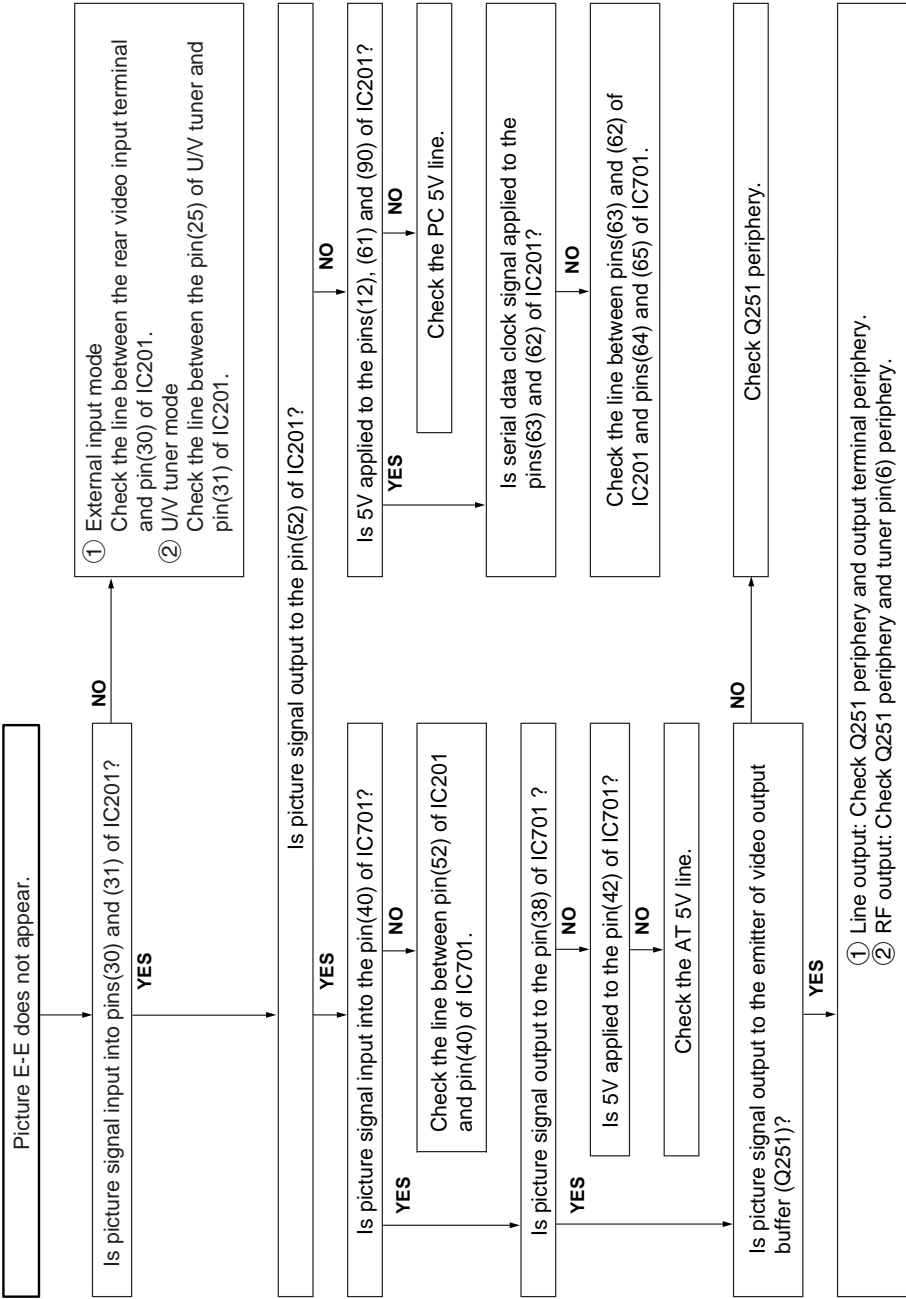 Picture E-E does not appear.
Is picture signal input into pins(30) and (31) of IC201?
NO
YES
① External input mode
Check the line between the rear video input terminal
and pin(30) of IC201.
② U/V tuner mode
Check the line between the pin(25) of U/V tuner and
pin(31) of IC201.
Is picture signal output to the pin(52) of IC201?
YES
NO
Is picture signal input into the pin(40) of IC701?
YES
NO
Check the line between pin(52) of IC201
and pin(40) of IC701.
Is 5V applied to the pins(12), (61) and (90) of IC201?
YES
NO
Check the PC 5V line.
Is serial data clock signal applied to the
pins(63) and (62) of IC201?
NO
Check the line between pins(63) and (62) of
IC201 and pins(64) and (65) of IC701.
Is picture signal output to the pin(38) of IC701 ?
YES
NO
Is 5V applied to the pin(42) of IC701?
NO
Check the AT 5V line.
Is picture signal output to the emitter of video output
buffer (Q251)?
NO
Check Q251 periphery.
YES
① Line output: Check Q251 periphery and output terminal periphery.
② RF output: Check Q251 periphery and tuner pin(6) periphery.